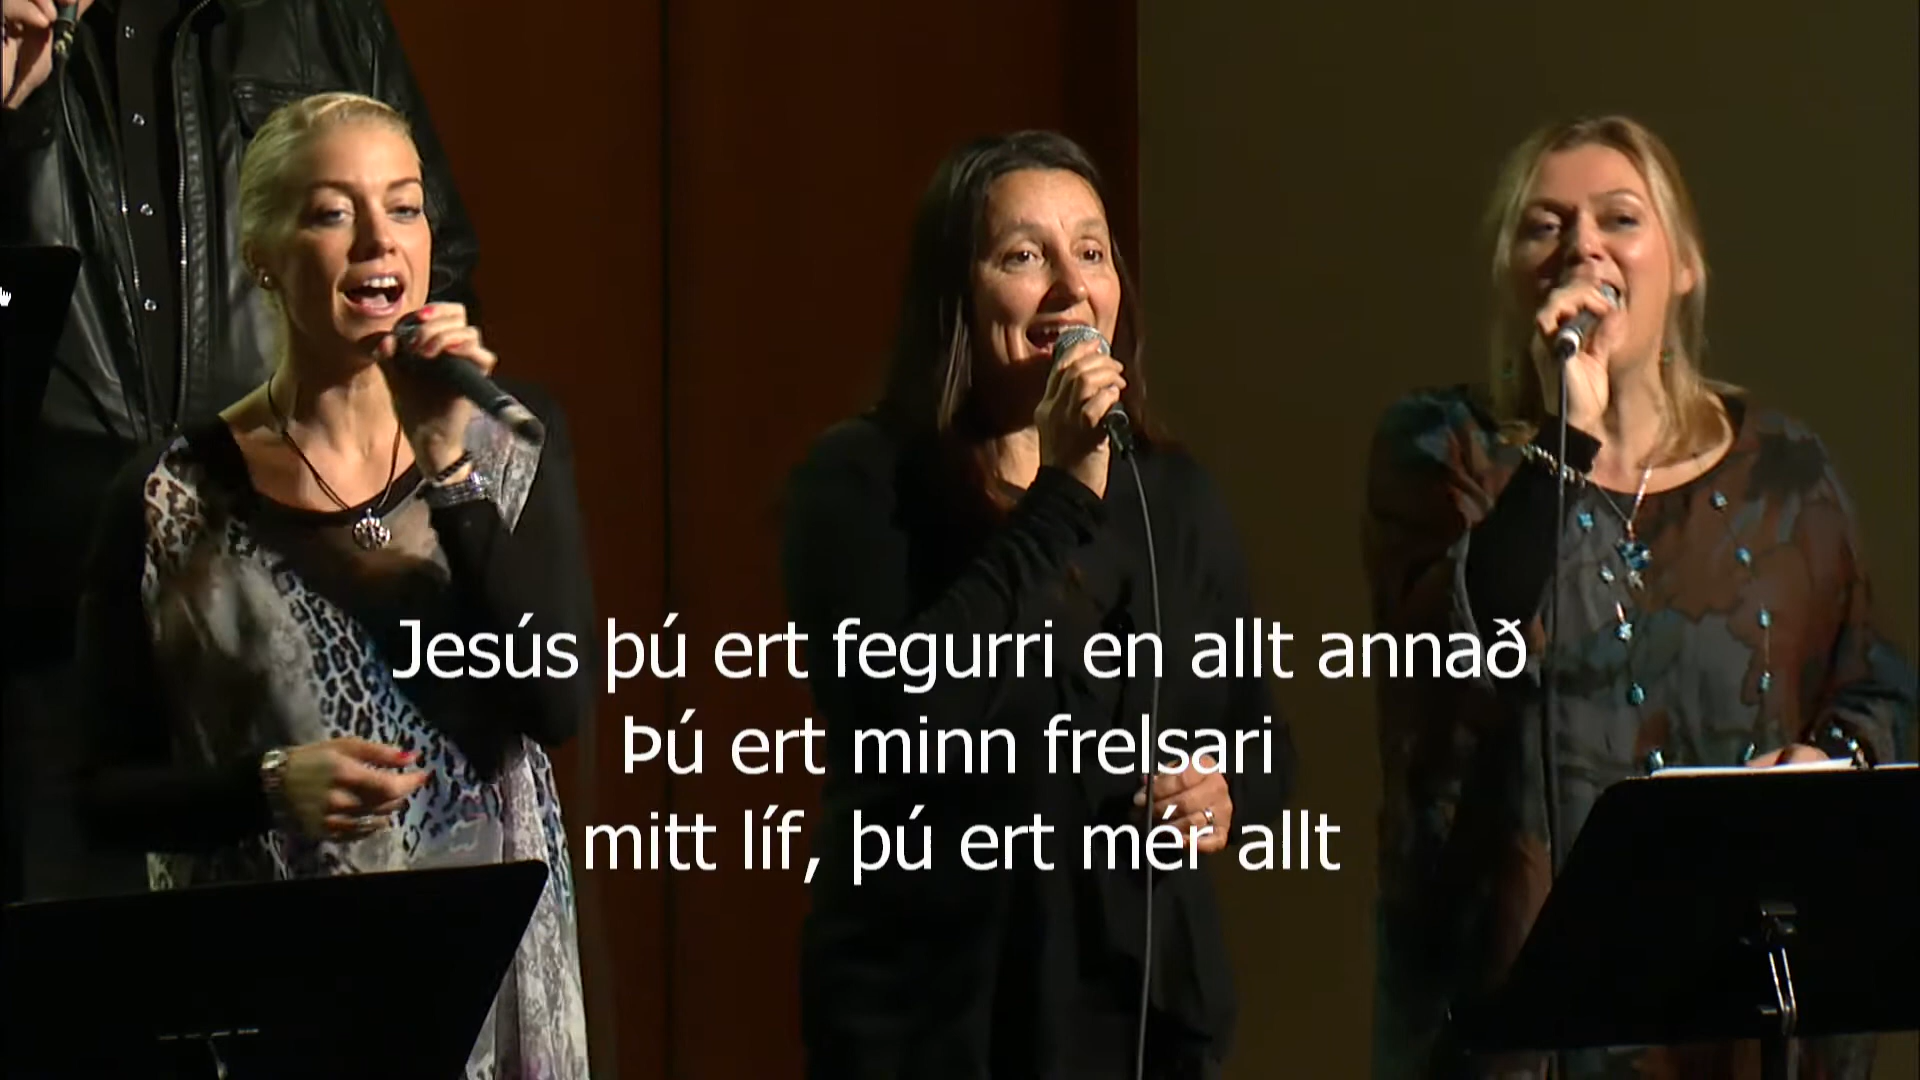 Jesús þú ert fegurri en allt annað
Þú ert minn frelsari
mitt líf, þú ert mér allt